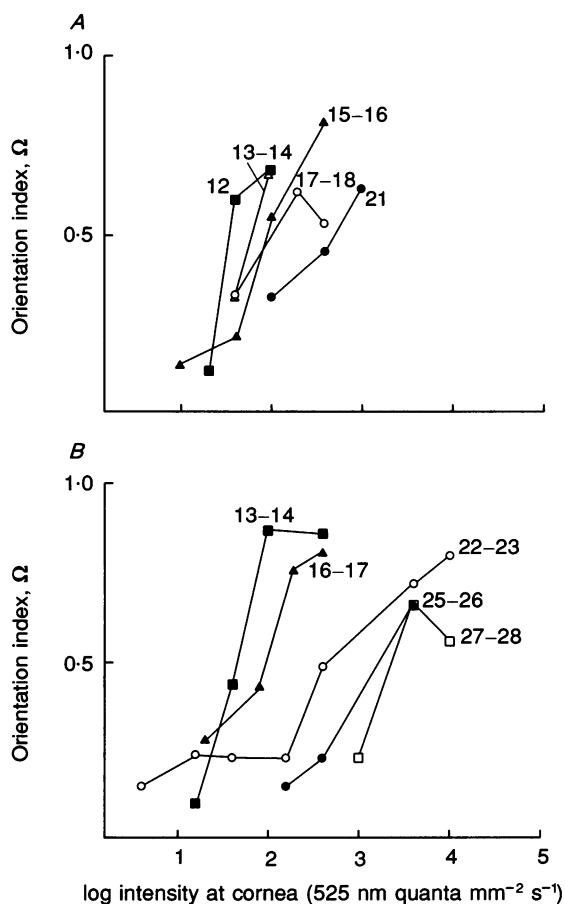 A
1·0
15–16
13–14
12
17–18
21
0·5
Orientation index, Ω
B
1·0
13–14
22–23
16–17
25–26
27–28
0·5
Orientation index, Ω
1 2 3 4 5
log intensity at cornea (525 nm quanta mm⁻² s⁻¹)